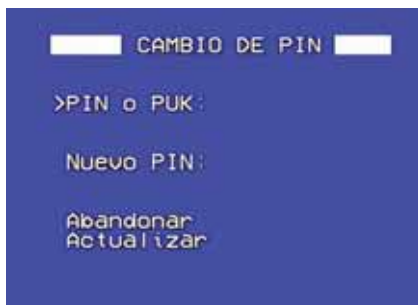 CAMBIO DE PIN
>PIN o PUK:
Nuevo PIN:
Abandonar
Actualizar